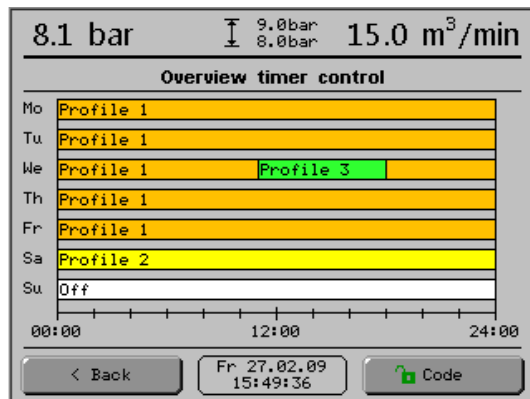 8.1 bar 9.0bar 15.0 m³/min
8.0bar
Overview timer control
Mo Profile 1
Tu Profile 1
We Profile 1 Profile 3
Th Profile 1
Fr Profile 1
Sa Profile 2
Su Off
00:00 12:00 24:00
< Back Fr 27.02.09 Code
15:49:36